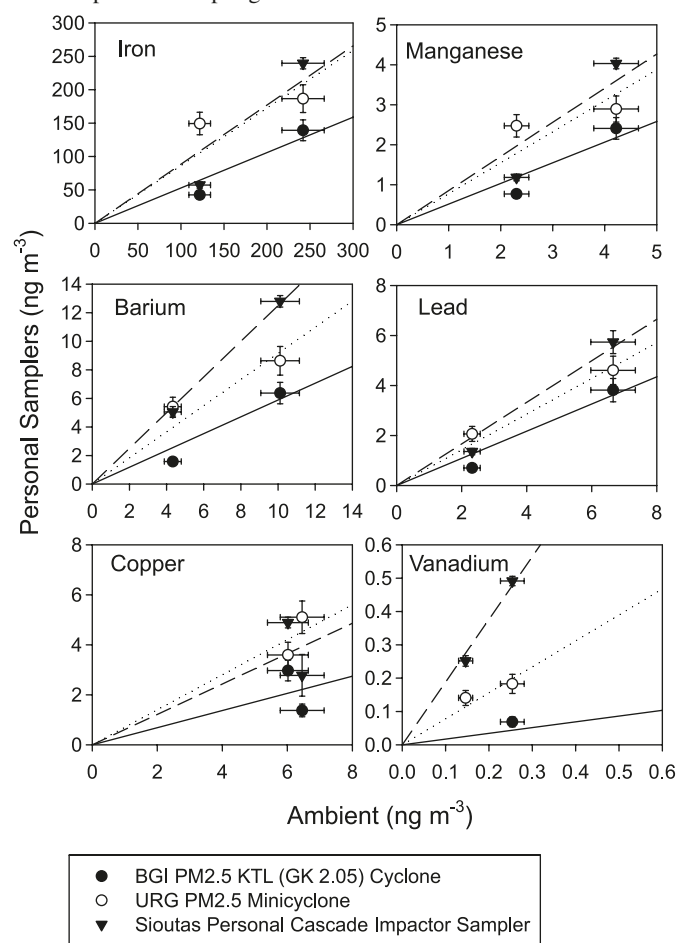 Iron
Manganese
300
250
200
150
100
50
0
0 50 100 150 200 250 300
5
4
3
2
1
0
0 1 2 3 4 5
Barium
Lead
14
12
10
8
6
4
2
0
0 2 4 6 8 10 12 14
8
6
4
2
0
0 2 4 6 8
Copper
Vanadium
8
6
4
2
0
0 2 4 6 8
0.6
0.5
0.4
0.3
0.2
0.1
0.0
0.0 0.1 0.2 0.3 0.4 0.5 0.6
Personal Samplers (ng m⁻³)
Ambient (ng m⁻³)
BGI PM2.5 KTL (GK 2.05) Cyclone
URG PM2.5 Minicyclone
Sioutas Personal Cascade Impactor Sampler